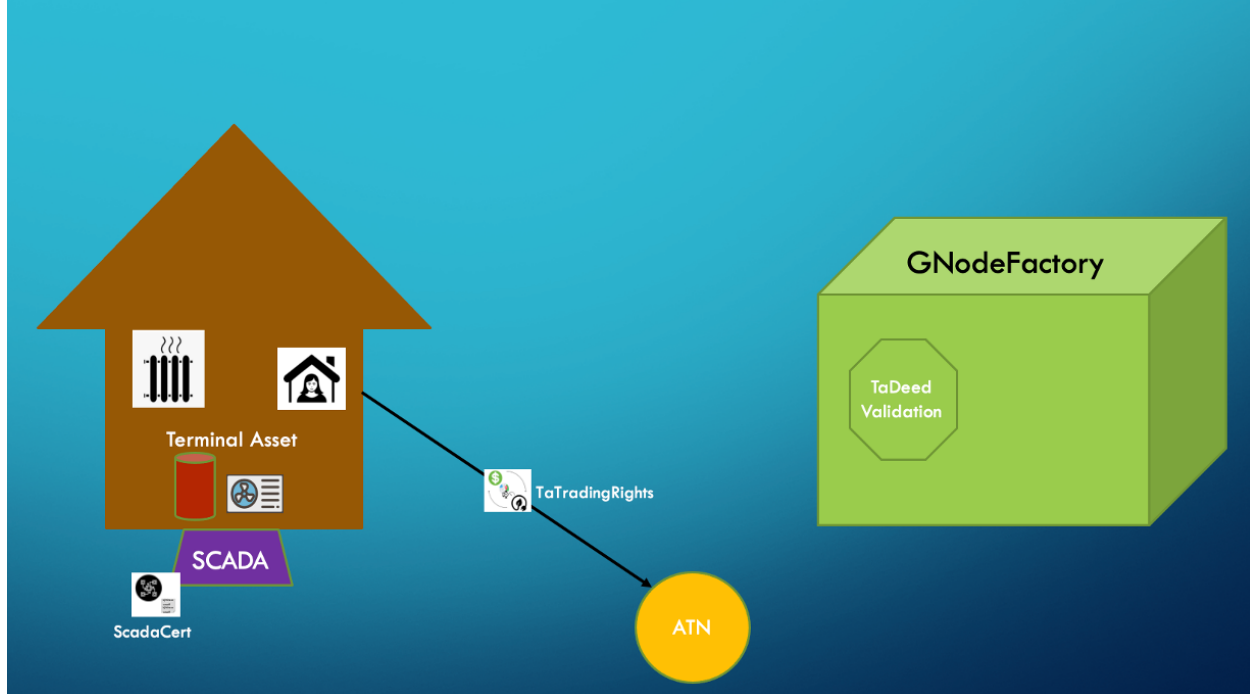 GNodeFactory
TaDeed
Validation
Terminal Asset
TaTradingRights
SCADA
ScadaCert
ATN